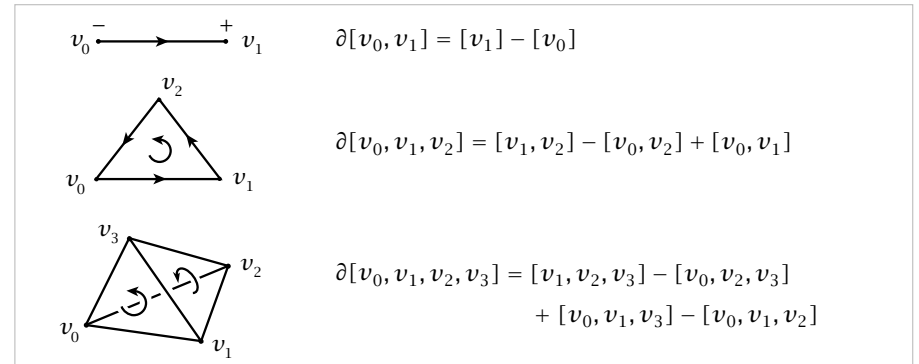 − +
v₀ v₁ ∂[v₀, v₁] = [v₁] − [v₀]
v₂
∂[v₀, v₁, v₂] = [v₁, v₂] − [v₀, v₂] + [v₀, v₁]
v₀ v₁
v₃
v₂
∂[v₀, v₁, v₂, v₃] = [v₁, v₂, v₃] − [v₀, v₂, v₃]
+ [v₀, v₁, v₃] − [v₀, v₁, v₂]
v₀
v₁